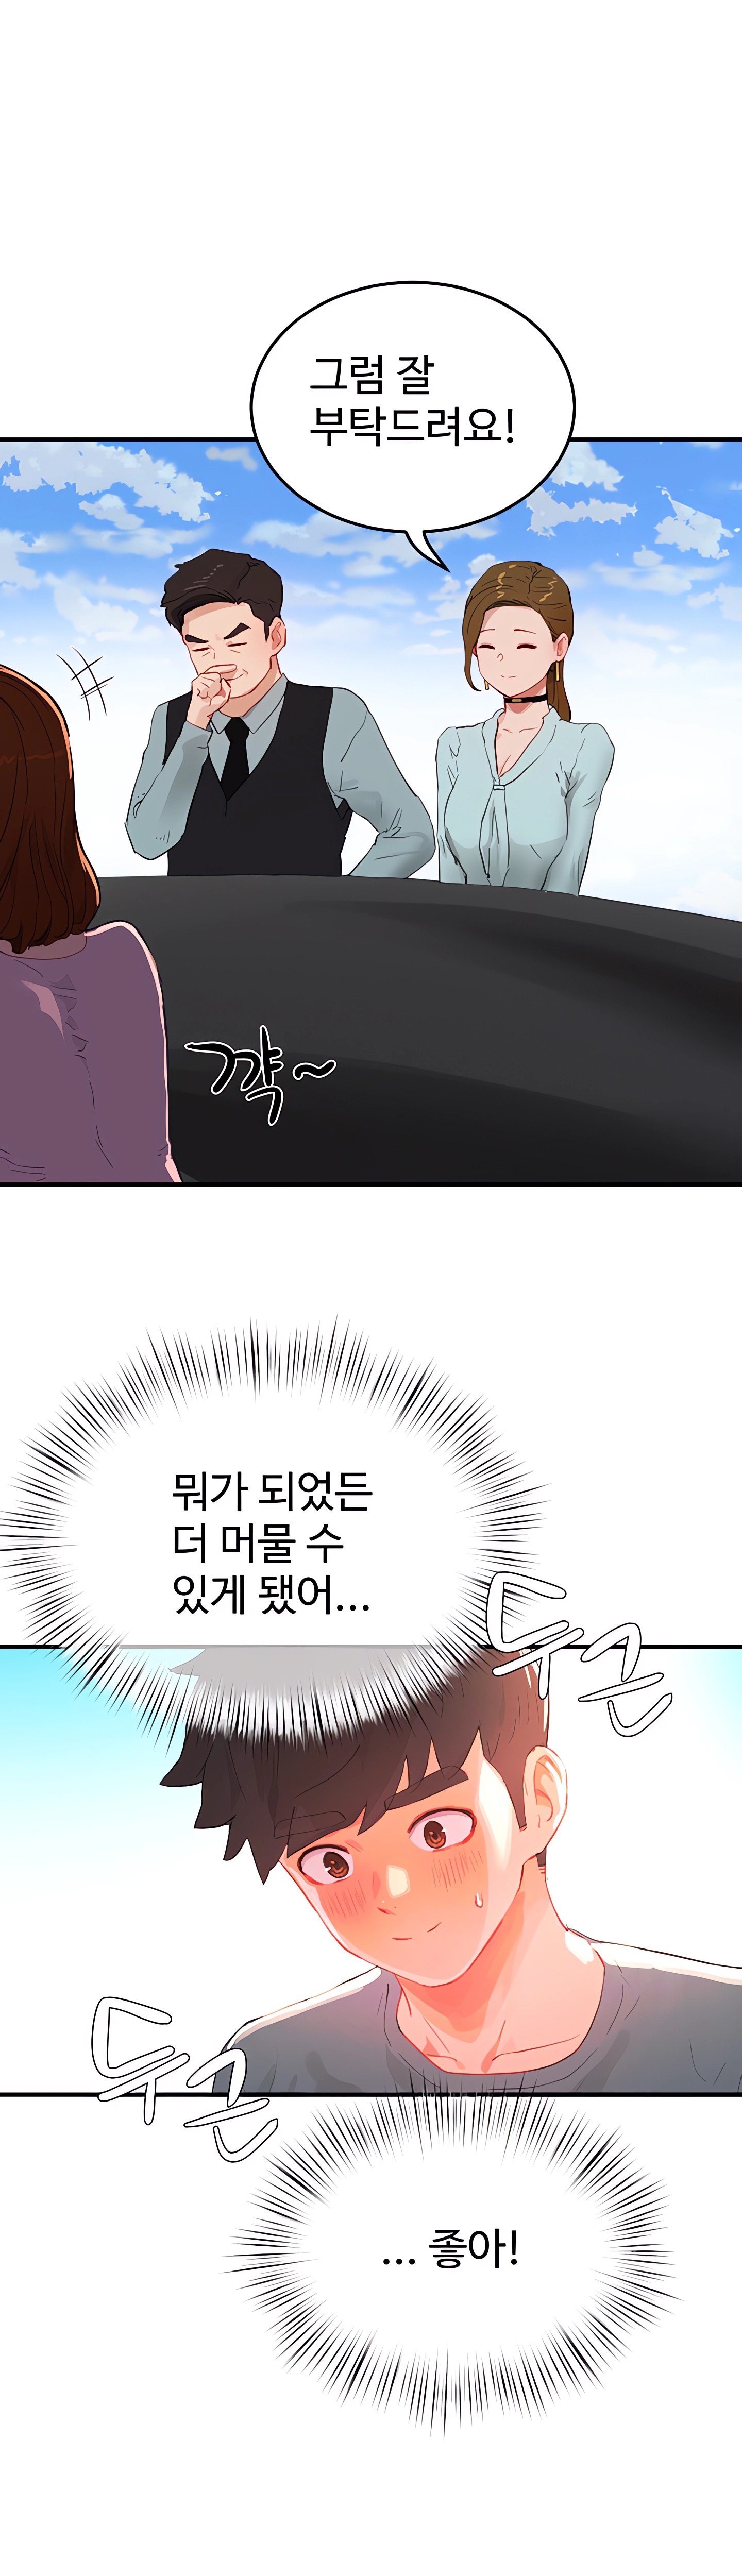 그럼 잘
부탁드려요!
꺅~
뭐가 되었든
더 머물 수
있게 됐어...
두근
두근
... 좋아!